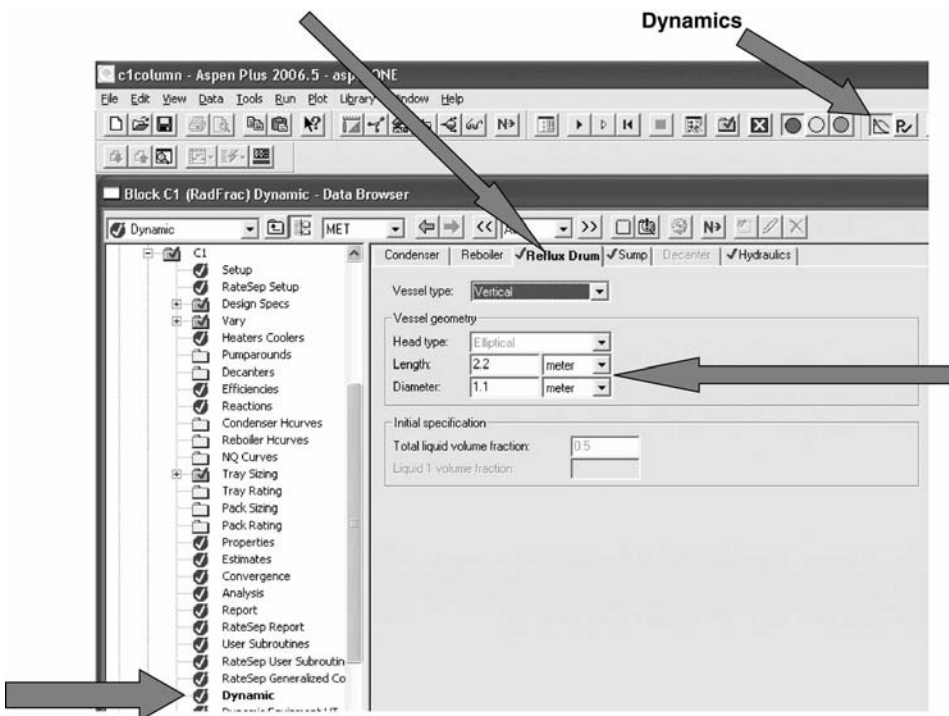 Dynamics
c1column - Aspen Plus 2006.5 - asp ONE
File Edit View Data Tools Run Plot Library Window Help
N>
Block C1 (RadFrac) Dynamic - Data Browser
Dynamic MET << >> N>
Condenser Reboiler Reflux Drum Sump Decanter Hydraulics
C1
Setup
RateSep Setup
Design Specs
Vary
Heaters Coolers
Pumparounds
Decanters
Efficiencies
Reactions
Condenser Hcurves
Reboiler Hcurves
NQ Curves
Tray Sizing
Tray Rating
Pack Sizing
Pack Rating
Properties
Estimates
Convergence
Analysis
Report
RateSep Report
User Subroutines
RateSep User Subroutin
RateSep Generalized Co
Dynamic
Vessel type: Vertical
Vessel geometry
Head type: Elliptical
Length: 2.2 meter
Diameter: 1.1 meter
Initial specification
Total liquid volume fraction: 0.5
Liquid 1 volume fraction: